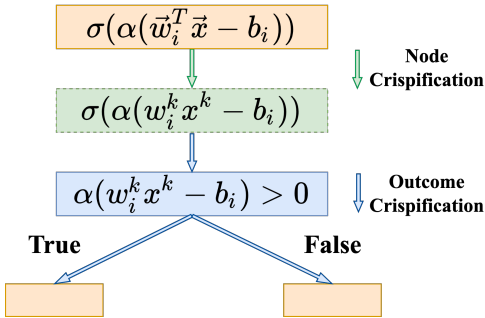 σ(α(w⃗ᵢᵀx⃗ − bᵢ))
Node
Crispification
σ(α(wᵢᵏxᵏ − bᵢ))
α(wᵢᵏxᵏ − bᵢ) > 0
Outcome
Crispification
True
False